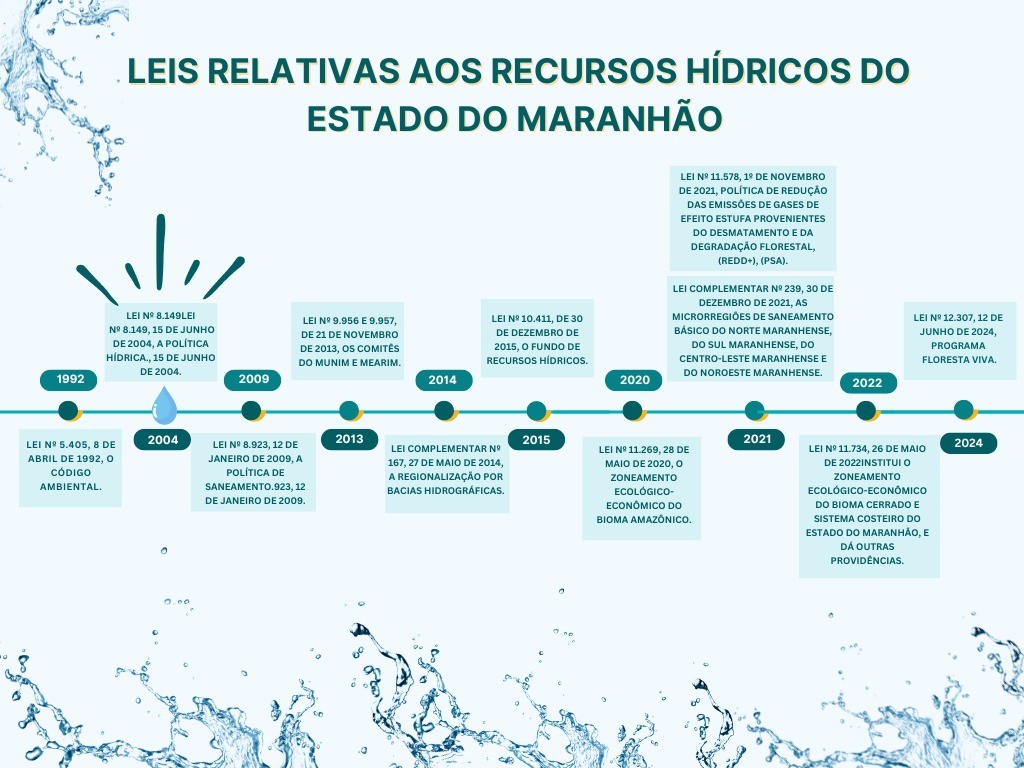 LEIS RELATIVAS AOS RECURSOS HÍDRICOS DO
ESTADO DO MARANHÃO
1992
LEI Nº 5.405, 8 DE
ABRIL DE 1992, O
CÓDIGO
AMBIENTAL.
LEI Nº 8.149LEI
Nº 8.149, 15 DE JUNHO
DE 2004, A POLÍTICA
HÍDRICA., 15 DE JUNHO
DE 2004.
2004
2009
LEI Nº 8.923, 12 DE
JANEIRO DE 2009, A
POLÍTICA DE
SANEAMENTO.923, 12
DE JANEIRO DE 2009.
LEI Nº 9.956 E 9.957,
DE 21 DE NOVEMBRO
DE 2013, OS COMITÊS
DO MUNIM E MEARIM.
2013
2014
LEI COMPLEMENTAR Nº
167, 27 DE MAIO DE 2014,
A REGIONALIZAÇÃO POR
BACIAS HIDROGRÁFICAS.
LEI Nº 10.411, DE 30
DE DEZEMBRO DE
2015, O FUNDO DE
RECURSOS HÍDRICOS.
2015
2020
LEI Nº 11.269, 28 DE
MAIO DE 2020, O
ZONEAMENTO
ECOLÓGICO-
ECONÔMICO DO
BIOMA AMAZÔNICO.
LEI Nº 11.578, 1º DE NOVEMBRO
DE 2021, POLÍTICA DE REDUÇÃO
DAS EMISSÕES DE GASES DE
EFEITO ESTUFA PROVENIENTES
DO DESMATAMENTO E DA
DEGRADAÇÃO FLORESTAL,
(REDD+), (PSA).
LEI COMPLEMENTAR Nº 239, 30 DE
DEZEMBRO DE 2021, AS
MICRORREGIÕES DE SANEAMENTO
BÁSICO DO NORTE MARANHENSE,
DO SUL MARANHENSE, DO
CENTRO-LESTE MARANHENSE E
DO NOROESTE MARANHENSE.
2021
2022
LEI Nº 11.734, 26 DE MAIO
DE 2022INSTITUI O
ZONEAMENTO
ECOLÓGICO-ECONÔMICO
DO BIOMA CERRADO E
SISTEMA COSTEIRO DO
ESTADO DO MARANHÃO, E
DÁ OUTRAS
PROVIDÊNCIAS.
LEI Nº 12.307, 12 DE
JUNHO DE 2024,
PROGRAMA
FLORESTA VIVA.
2024